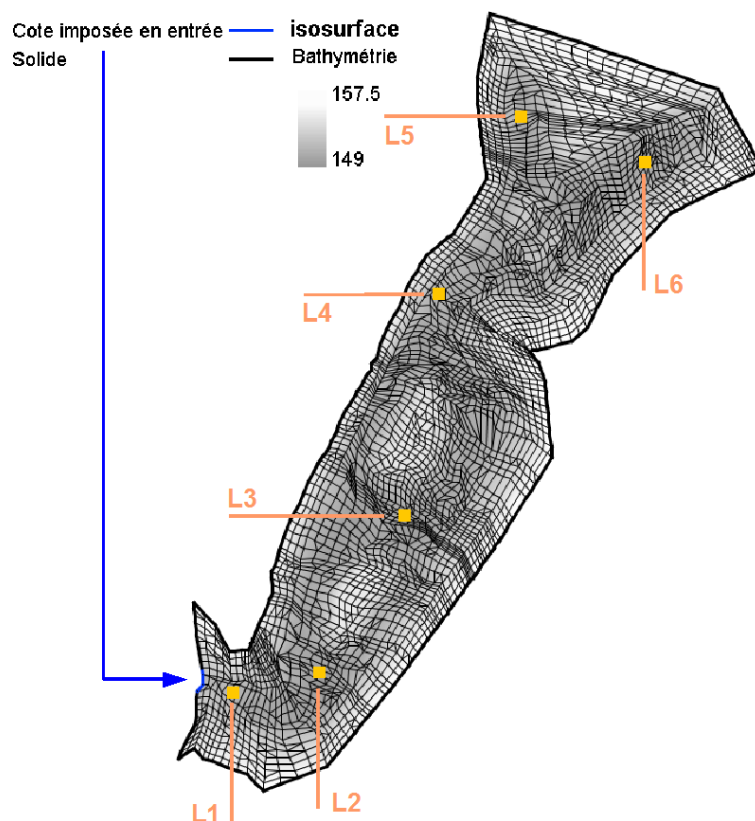 Cote imposée en entrée
isosurface
Solide
Bathymétrie
157.5
149
L5
L6
L4
L3
L2
L1